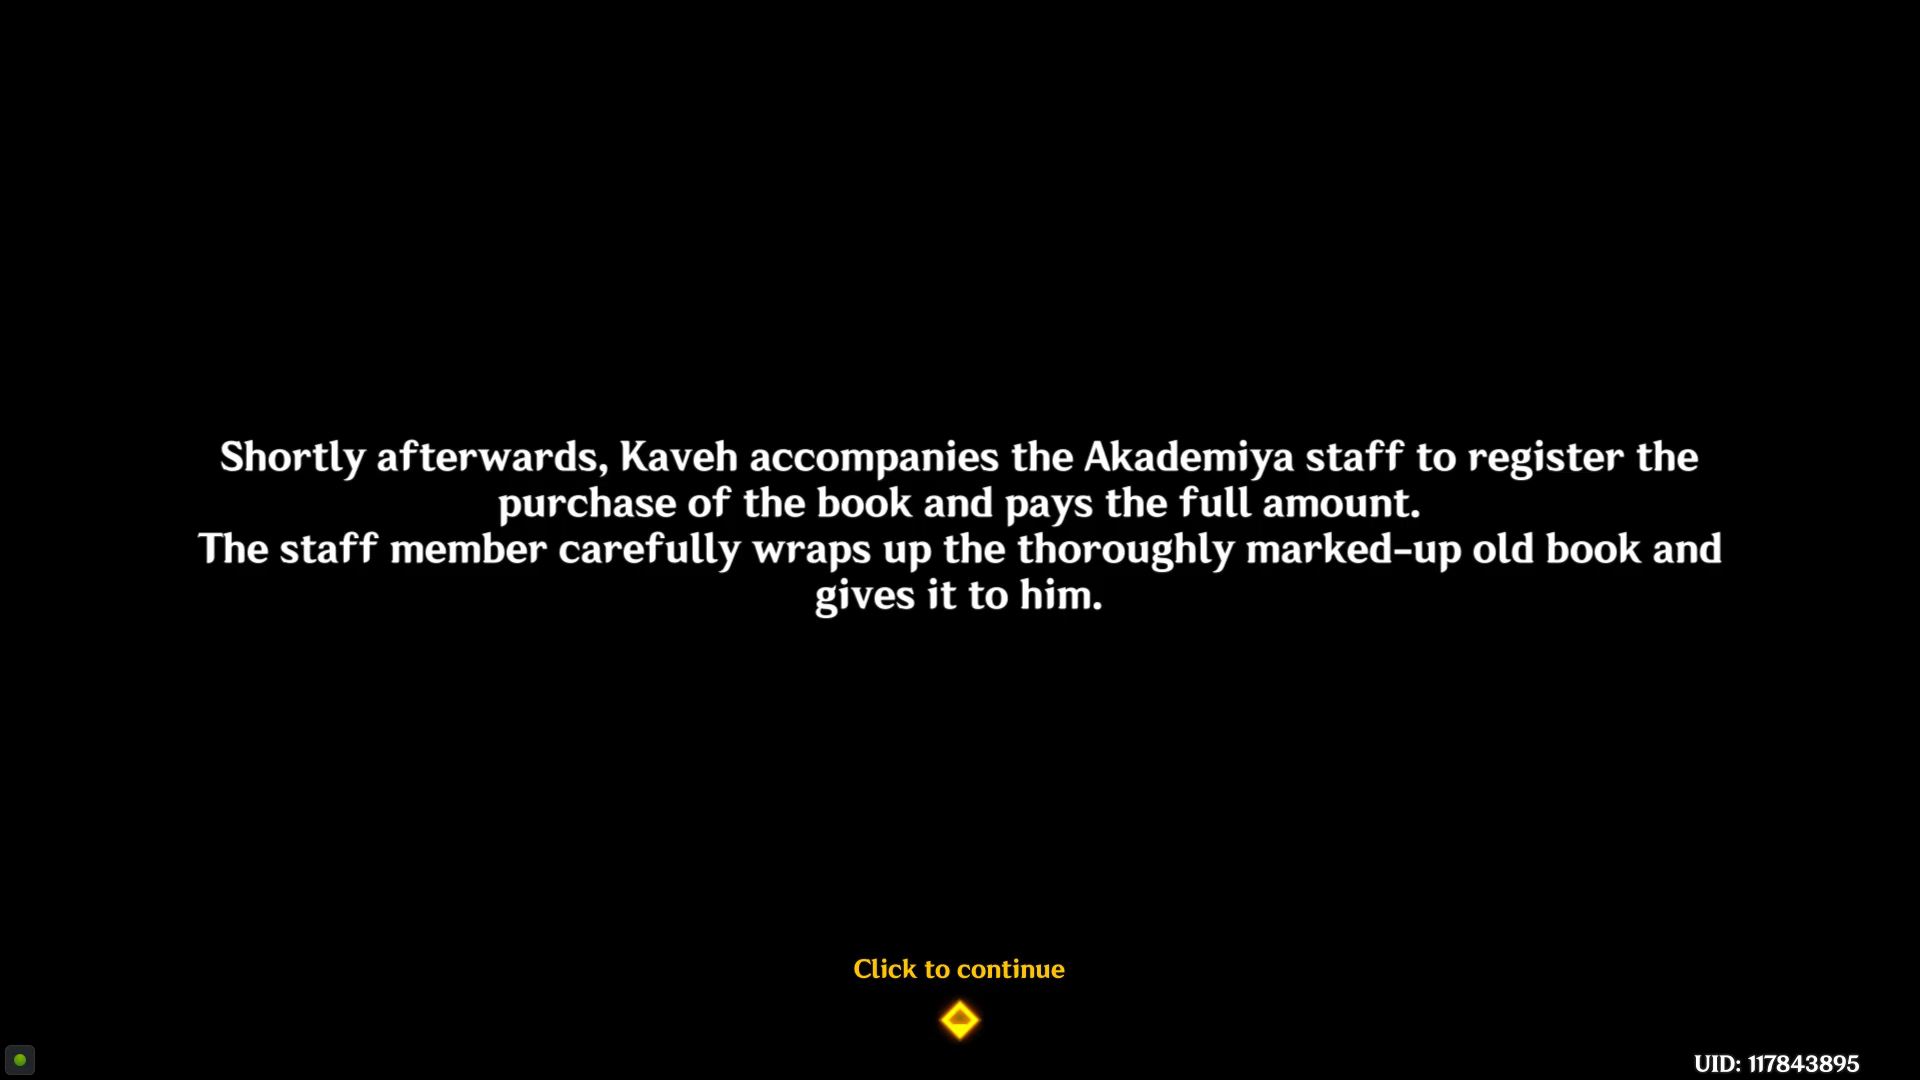 Shortly afterwards, Kaveh accompanies the Akademiya staff to register the
purchase of the book and pays the full amount.
The staff member carefully wraps up the thoroughly marked-up old book and
gives it to him.
Click to continue
UID: 117843895